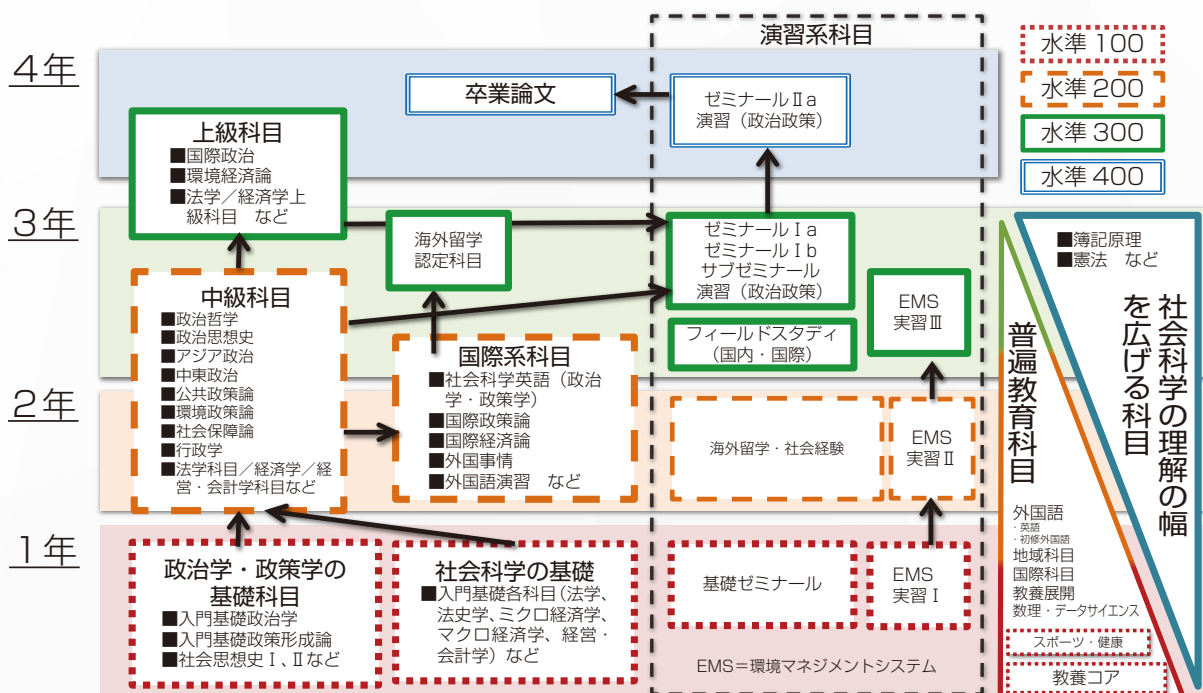 4年
3年
2年
1年
演習系科目
水準100
水準200
水準300
水準400
卒業論文
ゼミナールⅡa
演習(政治政策)
上級科目
■国際政治
■環境経済論
■法学/経済学上
級科目 など
海外留学
認定科目
ゼミナールⅠa
ゼミナールⅠb
サブゼミナール
演習(政治政策)
フィールドスタディ
(国内・国際)
EMS
実習Ⅲ
中級科目
■政治哲学
■政治思想史
■アジア政治
■中東政治
■公共政策論
■環境政策論
■社会保障論
■行政学
■法学科目/経済学/経
営・会計学科目など
国際系科目
■社会科学英語(政治
学・政策学)
■国際政策論
■国際経済論
■外国事情
■外国語演習 など
海外留学・社会経験
EMS
実習Ⅱ
政治学・政策学の
基礎科目
■入門基礎政治学
■入門基礎政策形成論
■社会思想史Ⅰ、Ⅱなど
社会科学の基礎
■入門基礎各科目(法学、
法史学、ミクロ経済学、
マクロ経済学、経営・
会計学)など
基礎ゼミナール
EMS
実習Ⅰ
EMS=環境マネジメントシステム
■簿記原理
■憲法 など
社会科学の理解の幅
を広げる科目
普遍教育科目
外国語
・英語
・初修外国語
地域科目
国際科目
教養展開
数理・データサイエンス
スポーツ・健康
教養コア